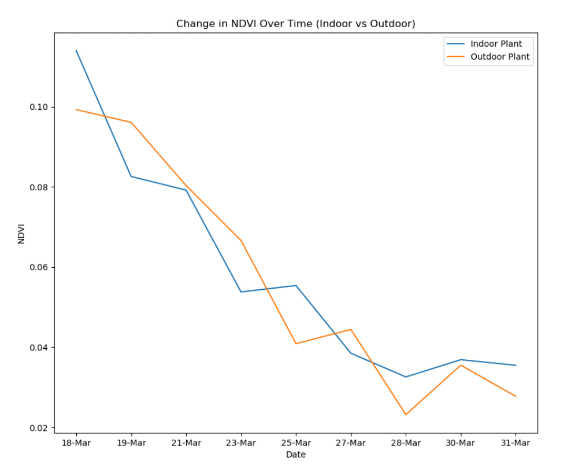 Change in NDVI Over Time (Indoor vs Outdoor)
Indoor Plant
Outdoor Plant
NDVI
0.10
0.08
0.06
0.04
0.02
18-Mar 19-Mar 21-Mar 23-Mar 25-Mar 27-Mar 28-Mar 30-Mar 31-Mar
Date